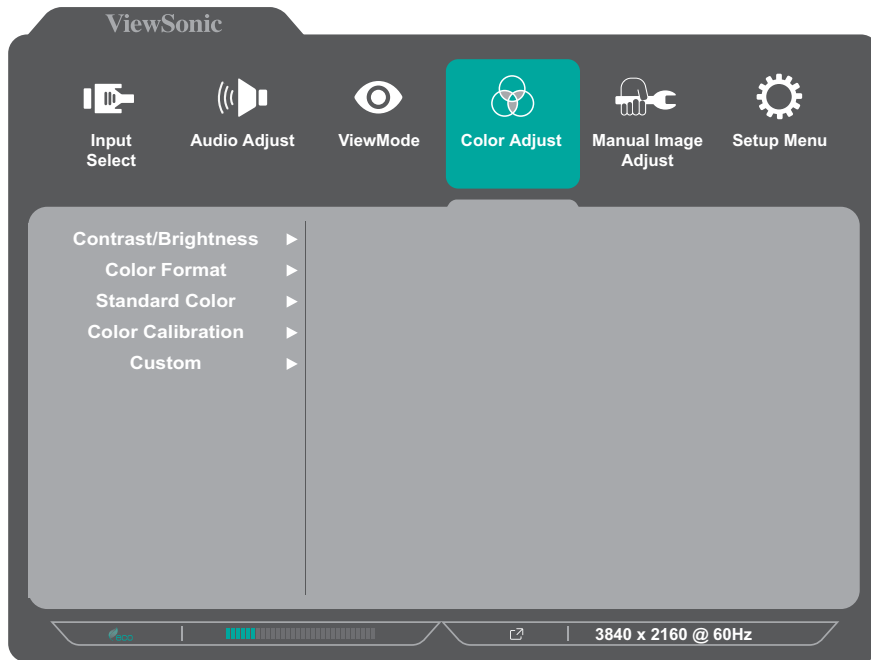 ViewSonic
Input
Select
Audio Adjust
ViewMode
Color Adjust
Manual Image
Adjust
Setup Menu
Contrast/Brightness
Color Format
Standard Color
Color Calibration
Custom
eco
3840 x 2160 @ 60Hz